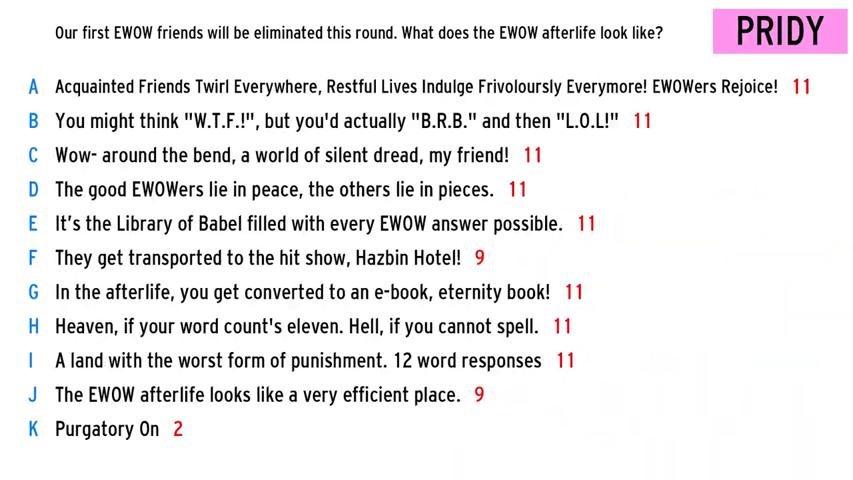 Our first EWOW friends will be eliminated this round. What does the EWOW afterlife look like?
PRIDY
A Acquainted Friends Twirl Everywhere, Restful Lives Indulge Frivoloursly Everymore! EWOWers Rejoice! 11
B You might think "W.T.F.!", but you'd actually "B.R.B." and then "L.O.L!" 11
C Wow- around the bend, a world of silent dread, my friend! 11
D The good EWOWers lie in peace, the others lie in pieces. 11
E It's the Library of Babel filled with every EWOW answer possible. 11
F They get transported to the hit show, Hazbin Hotel! 9
G In the afterlife, you get converted to an e-book, eternity book! 11
H Heaven, if your word count's eleven. Hell, if you cannot spell. 11
I A land with the worst form of punishment. 12 word responses 11
J The EWOW afterlife looks like a very efficient place. 9
K Purgatory On 2